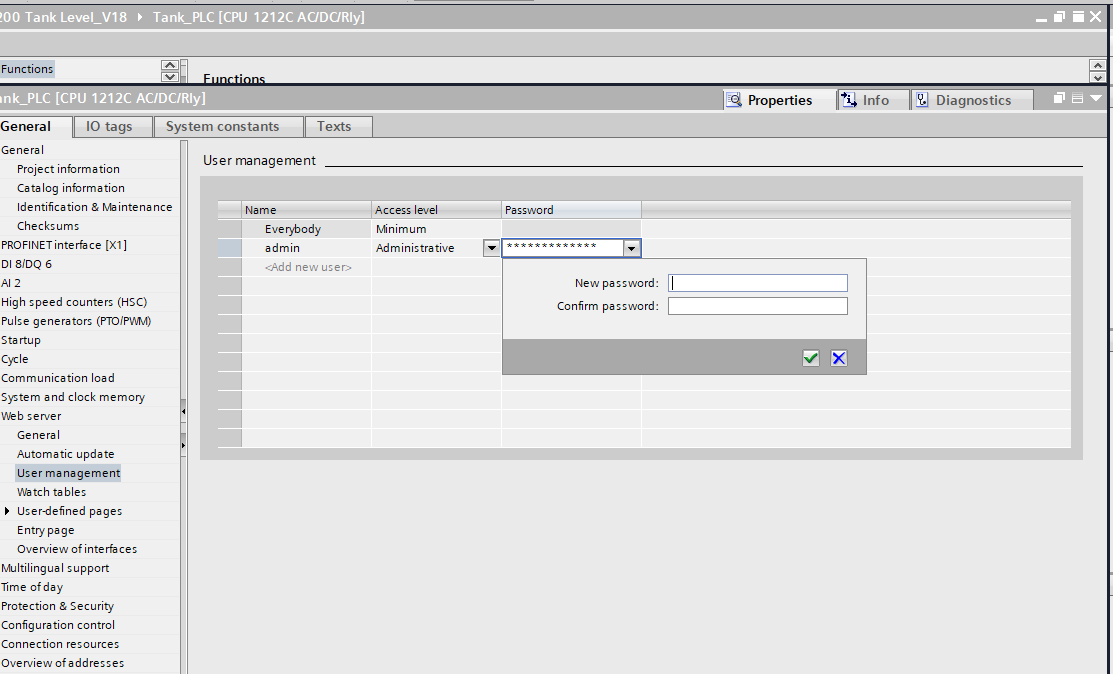 200 Tank Level_V18 ▸ Tank_PLC [CPU 1212C AC/DC/Rly]
Functions
Functions
ank_PLC [CPU 1212C AC/DC/Rly]
Properties
Info
Diagnostics
General
IO tags
System constants
Texts
General
Project information
Catalog information
Identification & Maintenance
Checksums
PROFINET interface [X1]
DI 8/DQ 6
AI 2
High speed counters (HSC)
Pulse generators (PTO/PWM)
Startup
Cycle
Communication load
System and clock memory
Web server
General
Automatic update
User management
Watch tables
User-defined pages
Entry page
Overview of interfaces
Multilingual support
Time of day
Protection & Security
Configuration control
Connection resources
Overview of addresses
User management
Name Access level Password
Everybody Minimum
admin Administrative *************
<Add new user>
New password:
Confirm password: